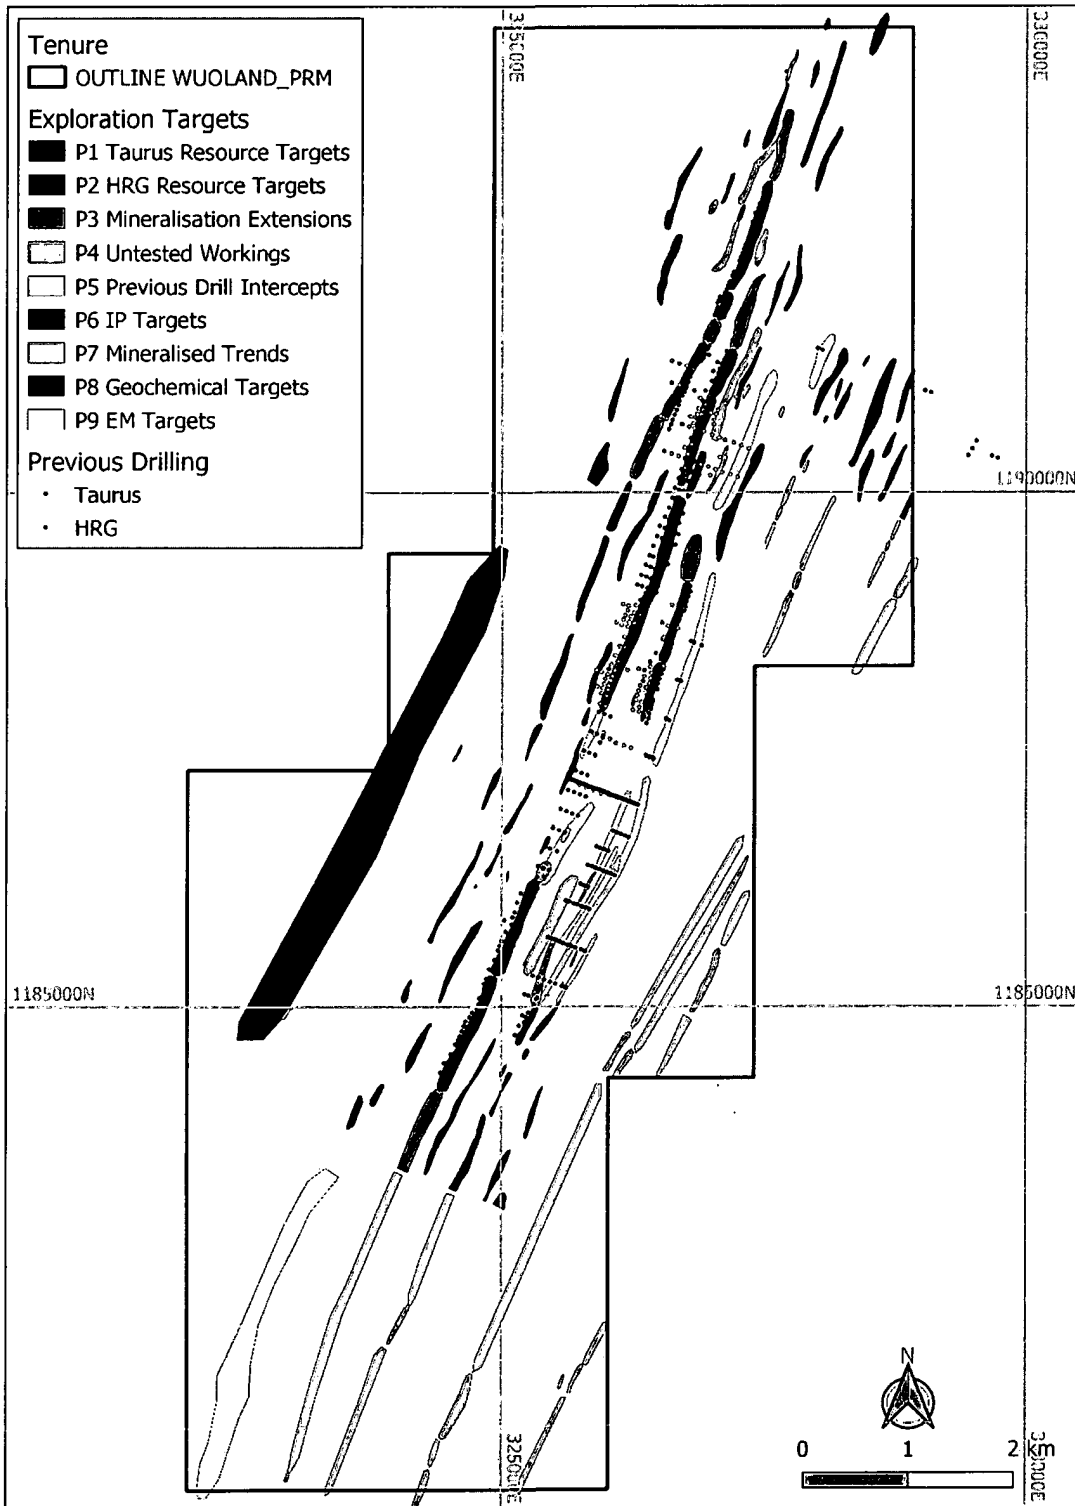 Tenure
OUTLINE WUOLAND_PRM
Exploration Targets
P1 Taurus Resource Targets
P2 HRG Resource Targets
P3 Mineralisation Extensions
P4 Untested Workings
P5 Previous Drill Intercepts
P6 IP Targets
P7 Mineralised Trends
P8 Geochemical Targets
P9 EM Targets
Previous Drilling
Taurus
HRG
330000E
1190000N
1185000N
1185000N
N
0 1 2 km
325000E